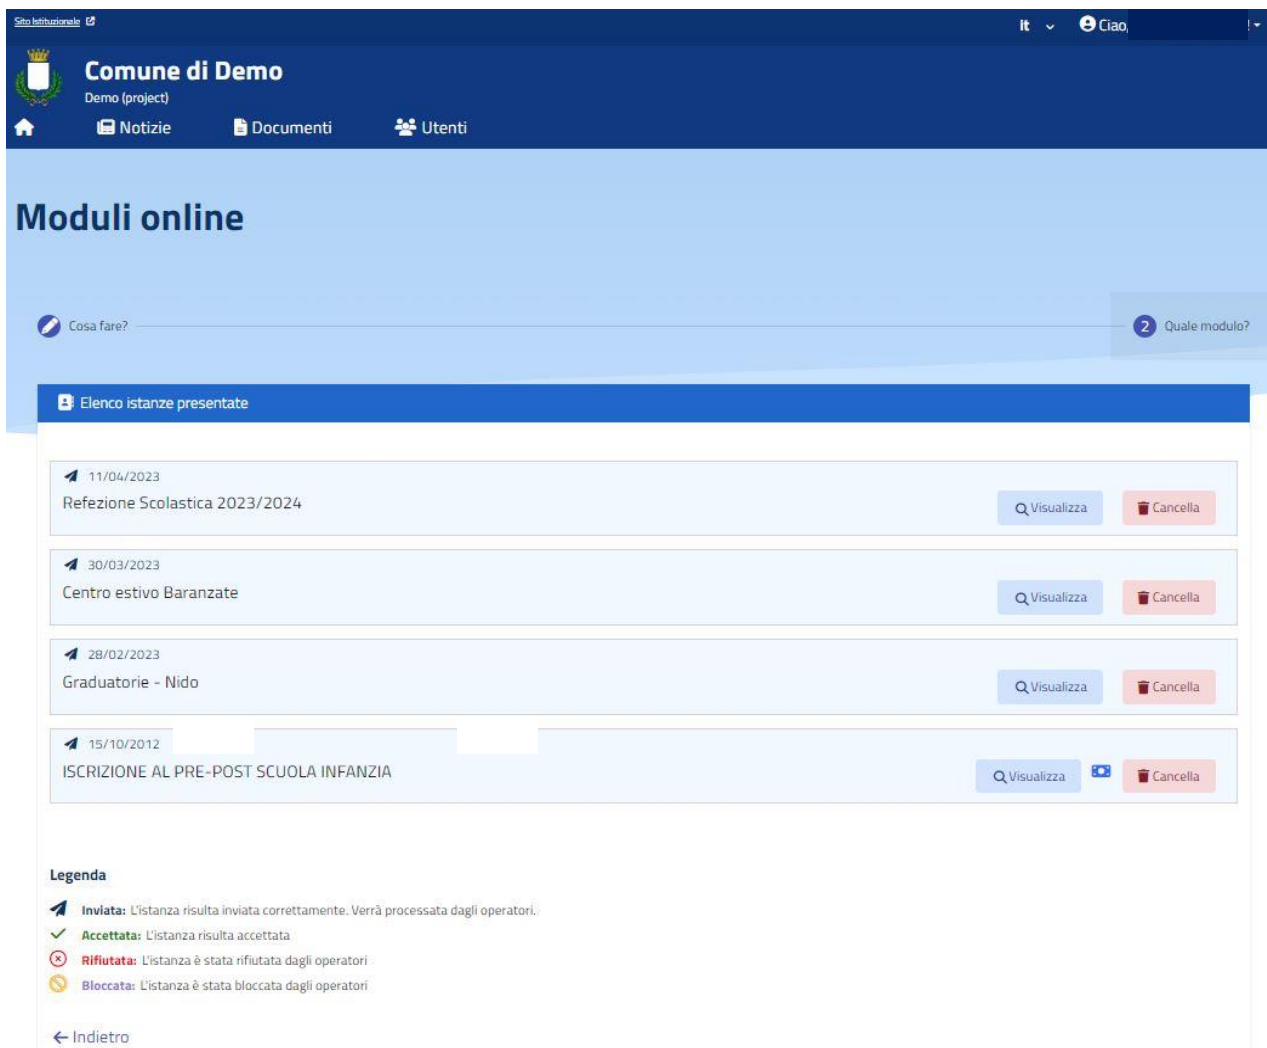 Sito Istituzionale
it
Ciao,
Comune di Demo
Demo (project)
Notizie Documenti Utenti
Moduli online
Cosa fare? 2 Quale modulo?
Elenco istanze presentate
11/04/2023
Refezione Scolastica 2023/2024
Visualizza Cancella
30/03/2023
Centro estivo Baranzate
Visualizza Cancella
28/02/2023
Graduatorie - Nido
Visualizza Cancella
15/10/2012
ISCRIZIONE AL PRE-POST SCUOLA INFANZIA
Visualizza Cancella
Legenda
Inviata: L'istanza risulta inviata correttamente. Verrà processata dagli operatori.
Accettata: L'istanza risulta accettata
Rifiutata: L'istanza è stata rifiutata dagli operatori
Bloccata: L'istanza è stata bloccata dagli operatori
Indietro